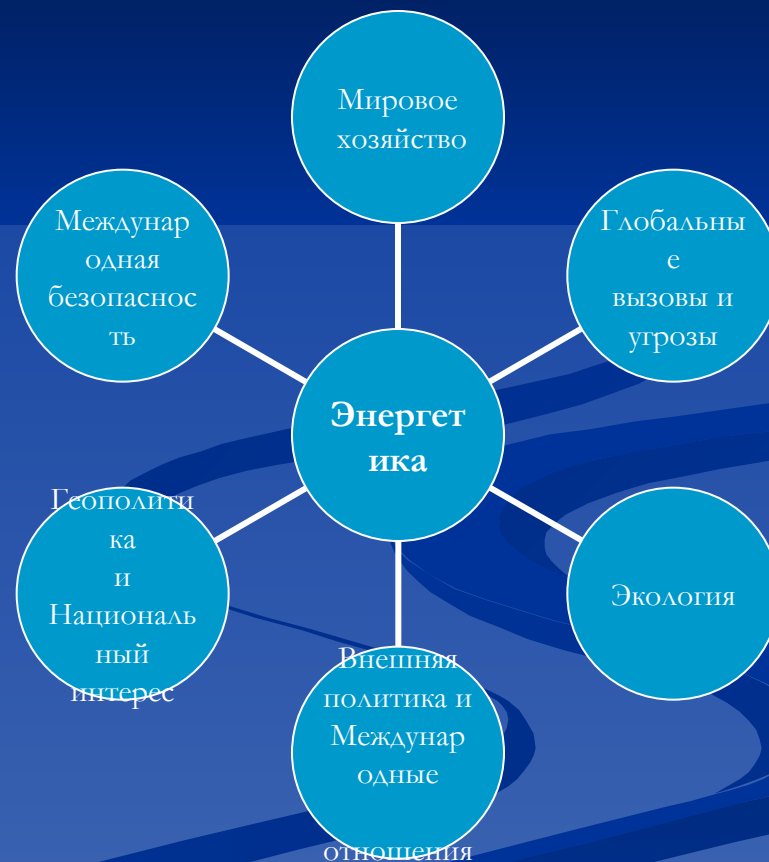 Мировое
хозяйство
Междунар
одная
безопаснос
ть
Глобальны
е
вызовы и
угрозы
Энергет
ика
Геополити
ка
и
Националь
ный
интерес
Экология
Внешняя
политика и
Междунар
одные
отношения